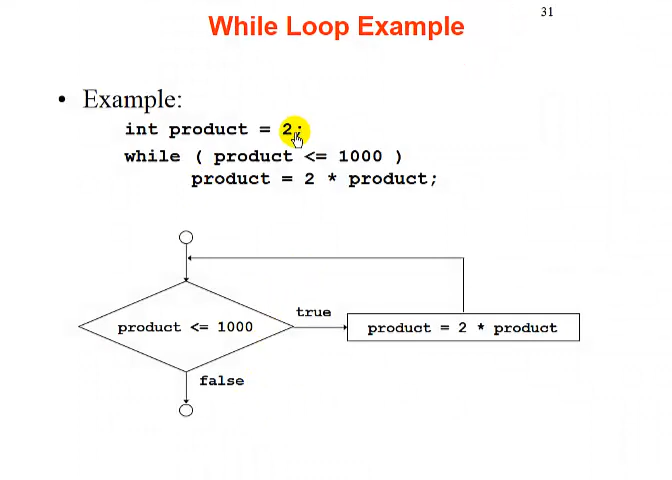 31
While Loop Example
• Example:
int product = 2;
while ( product <= 1000 )
product = 2 * product;
product <= 1000
true
product = 2 * product
false